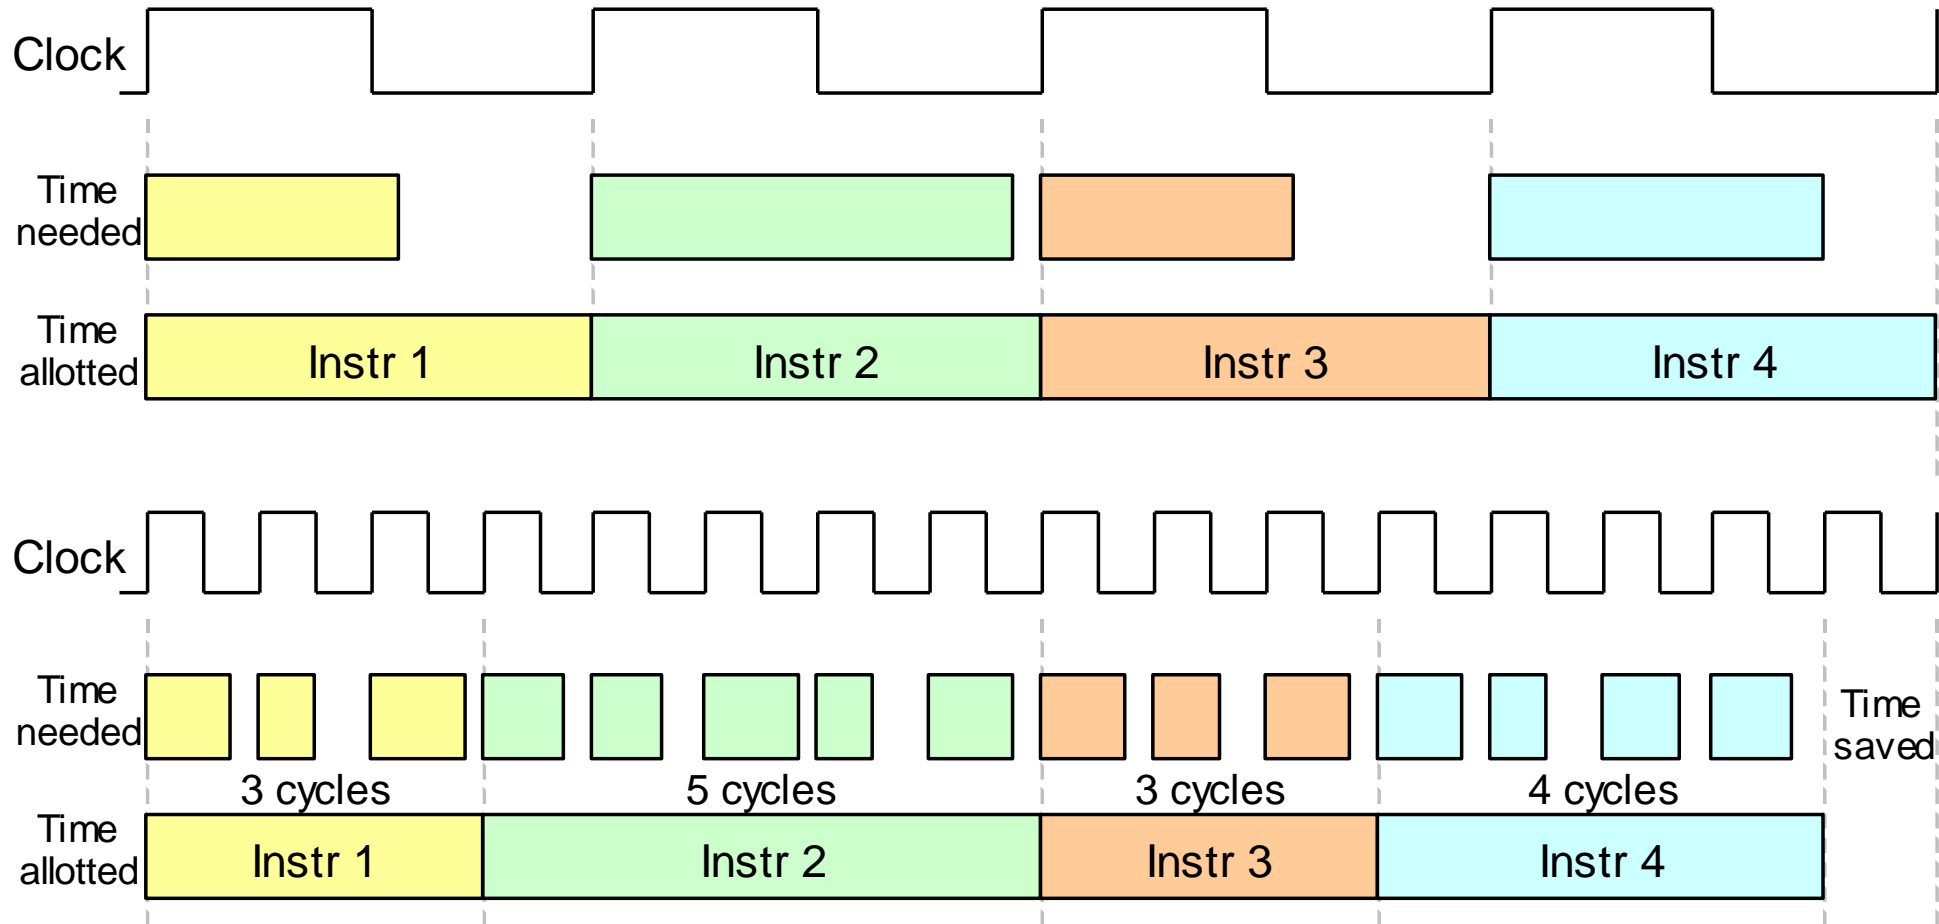 Clock
Time
needed
Time
allotted
Instr 1 Instr 2 Instr 3 Instr 4
Clock
Time
needed
Time
saved
3 cycles 5 cycles 3 cycles 4 cycles
Time
allotted
Instr 1 Instr 2 Instr 3 Instr 4